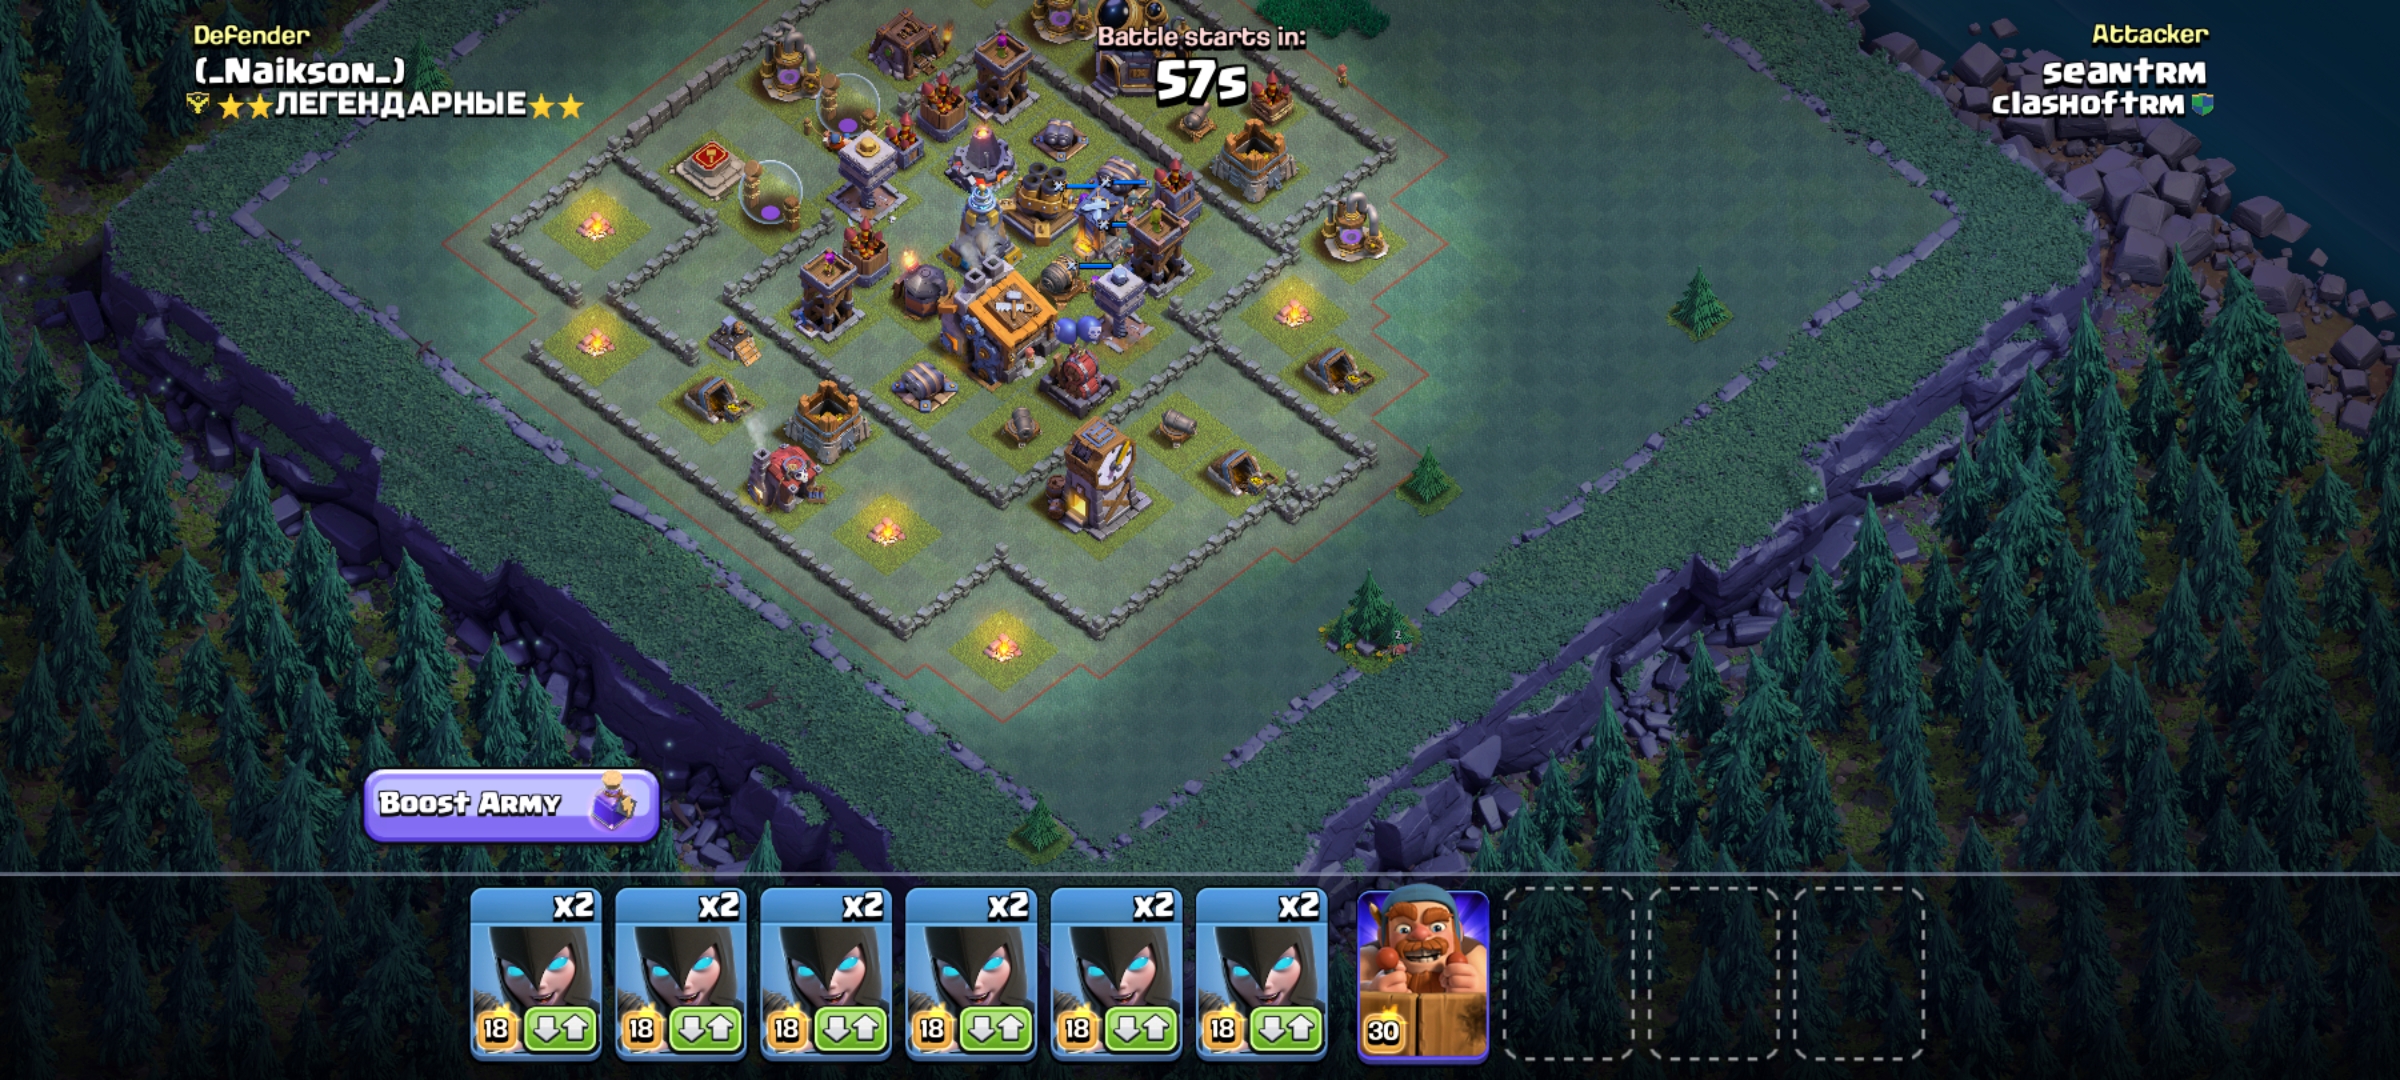 Defender
(_Naikson_)
ЛЕГЕНДАРНЫЕ
Battle starts in:
57s
Attacker
seantRM
clashoftRM
Boost Army
x2
x2
x2
x2
x2
x2
18
18
18
18
18
18
30